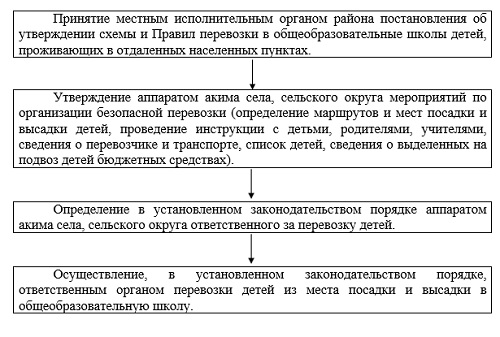 Принятие местным исполнительным органом района постановления об
утверждении схемы и Правил перевозки в общеобразовательные школы детей,
проживающих в отдаленных населенных пунктах.
Утверждение аппаратом акима села, сельского округа мероприятий по
организации безопасной перевозки (определение маршрутов и мест посадки и
высадки детей, проведение инструкции с детьми, родителями, учителями,
сведения о перевозчике и транспорте, список детей, сведения о выделенных на
подвоз детей бюджетных средствах).
Определение в установленном законодательством порядке аппаратом
акима села, сельского округа ответственного за перевозку детей.
Осуществление, в установленном законодательством порядке,
ответственным органом перевозки детей из места посадки и высадки в
общеобразовательную школу.